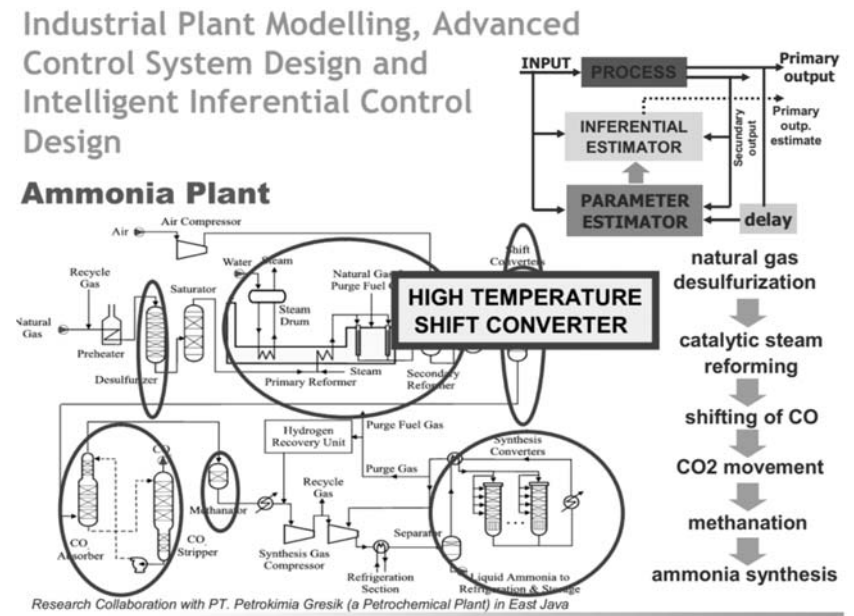 Industrial Plant Modelling, Advanced
Control System Design and
Intelligent Inferential Control
Design
INPUT
PROCESS
Primary
output
INFERENTIAL
ESTIMATOR
Secundary
output
Primary
outp.
estimate
PARAMETER
ESTIMATOR
delay
Ammonia Plant
Air
Air Compressor
Recycle
Gas
Saturator
Water
Steam
Natural Gas
Purge Fuel
Shift
Converters
Steam
Drum
HIGH TEMPERATURE
SHIFT CONVERTER
Natural
Gas
Preheater
Desulfurizer
Primary Reformer
Steam
Secondary
Reformer
Hydrogen
Recovery Unit
Purge Fuel Gas
Synthesis
Converters
Purge Gas
Recycle
Gas
CO
Methanator
CO
Absorber
CO
Stripper
Synthesis Gas
Compressor
Separator
Refrigeration
Section
Liquid Ammonia to
Refrigeration & Storage
natural gas
desulfurization
catalytic steam
reforming
shifting of CO
CO2 movement
methanation
ammonia synthesis
Research Collaboration with PT. Petrokimia Gresik (a Petrochemical Plant) in East Java